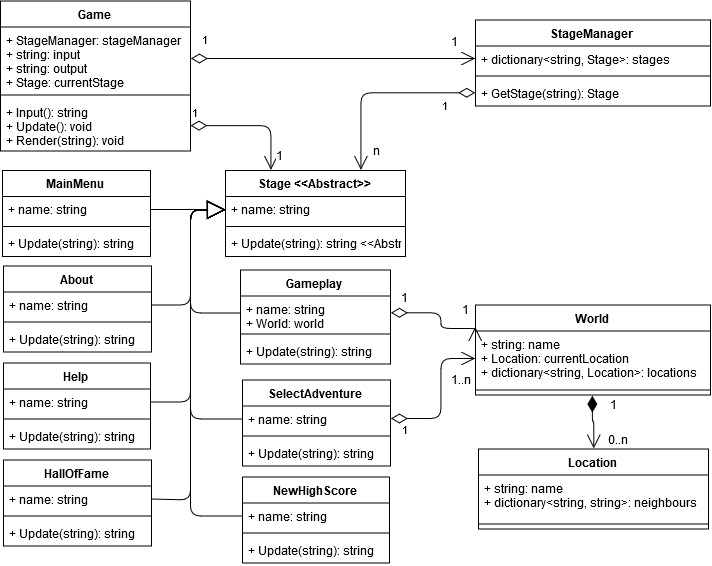 Game
+ StageManager: stageManager
+ string: input
+ string: output
+ Stage: currentStage
+ Input(): string
+ Update(): void
+ Render(string): void
1
1
StageManager
+ dictionary<string, Stage>: stages
+ GetStage(string): Stage
1
1
1
n
MainMenu
+ name: string
+ Update(string): string
Stage <<Abstract>>
+ name: string
+ Update(string): string <<Abstr
About
+ name: string
+ Update(string): string
Gameplay
+ name: string
+ World: world
+ Update(string): string
1
1
World
+ string: name
+ Location: currentLocation
+ dictionary<string, Location>: locations
Help
+ name: string
+ Update(string): string
SelectAdventure
+ name: string
+ Update(string): string
1..n
1
1
0..n
HallOfFame
+ name: string
+ Update(string): string
NewHighScore
+ name: string
+ Update(string): string
Location
+ string: name
+ dictionary<string, string>: neighbours